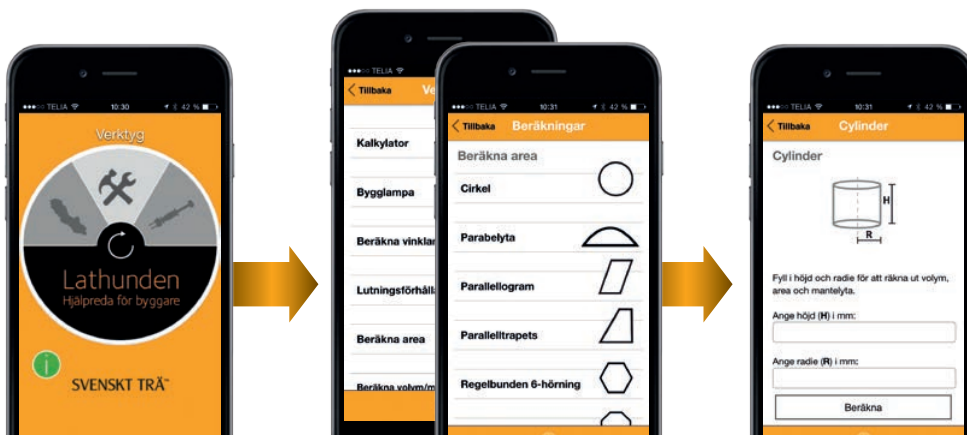 TELIA 10:30 42 %
Verktyg
Lathunden
Hjälpreda för byggare
i
SVENSKT TRÄ™
TELIA
Tillbaka
Kalkylator
Bygglampa
Beräkna
Beräkna area
Beräkna
TELIA 10:31 42 %
Tillbaka Beräkningar
Beräkna area
Cirkel
Parabelyta
Parallellogram
Parallelltrapets
Regelbunden 6-hörning
TELIA 10:31 42 %
Tillbaka Cylinder
Cylinder
H
R
Fyll i höjd och radie för att räkna ut volym,
area och mantelyta.
Ange höjd (H) i mm:
Ange radie (R) i mm:
Beräkna